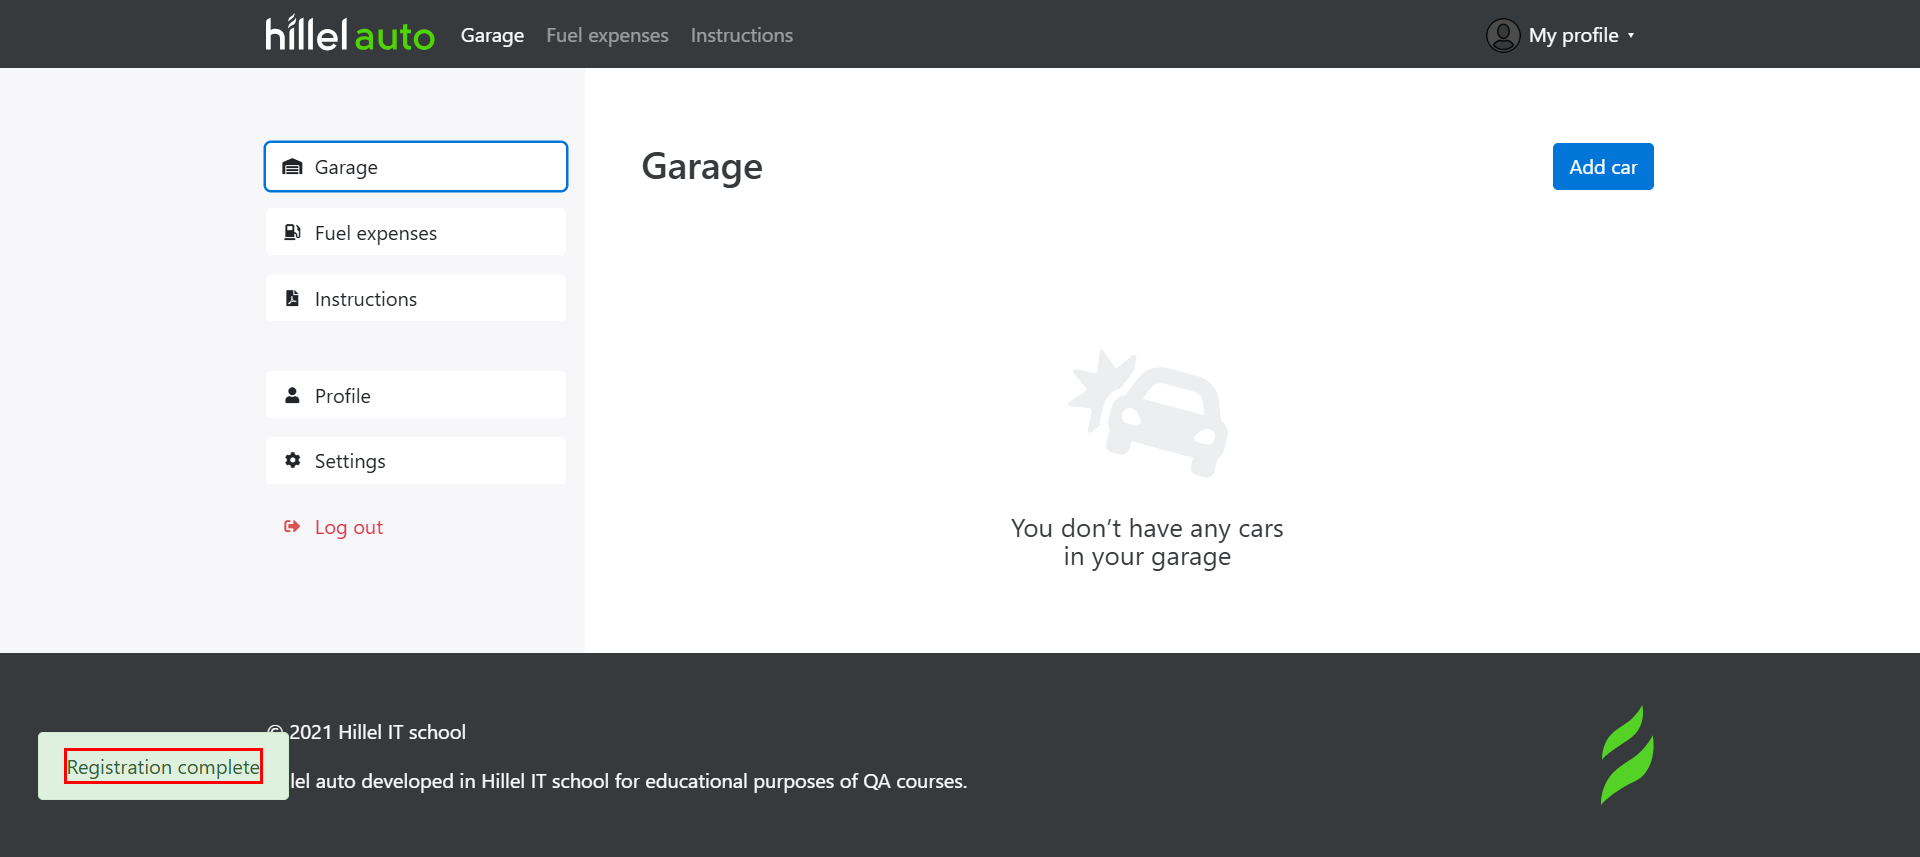 hillel auto Garage Fuel expenses Instructions My profile
Garage
Fuel expenses
Instructions
Profile
Settings
Log out
Garage
Add car
You don’t have any cars
in your garage
© 2021 Hillel IT school
Registration complete
auto developed in Hillel IT school for educational purposes of QA courses.